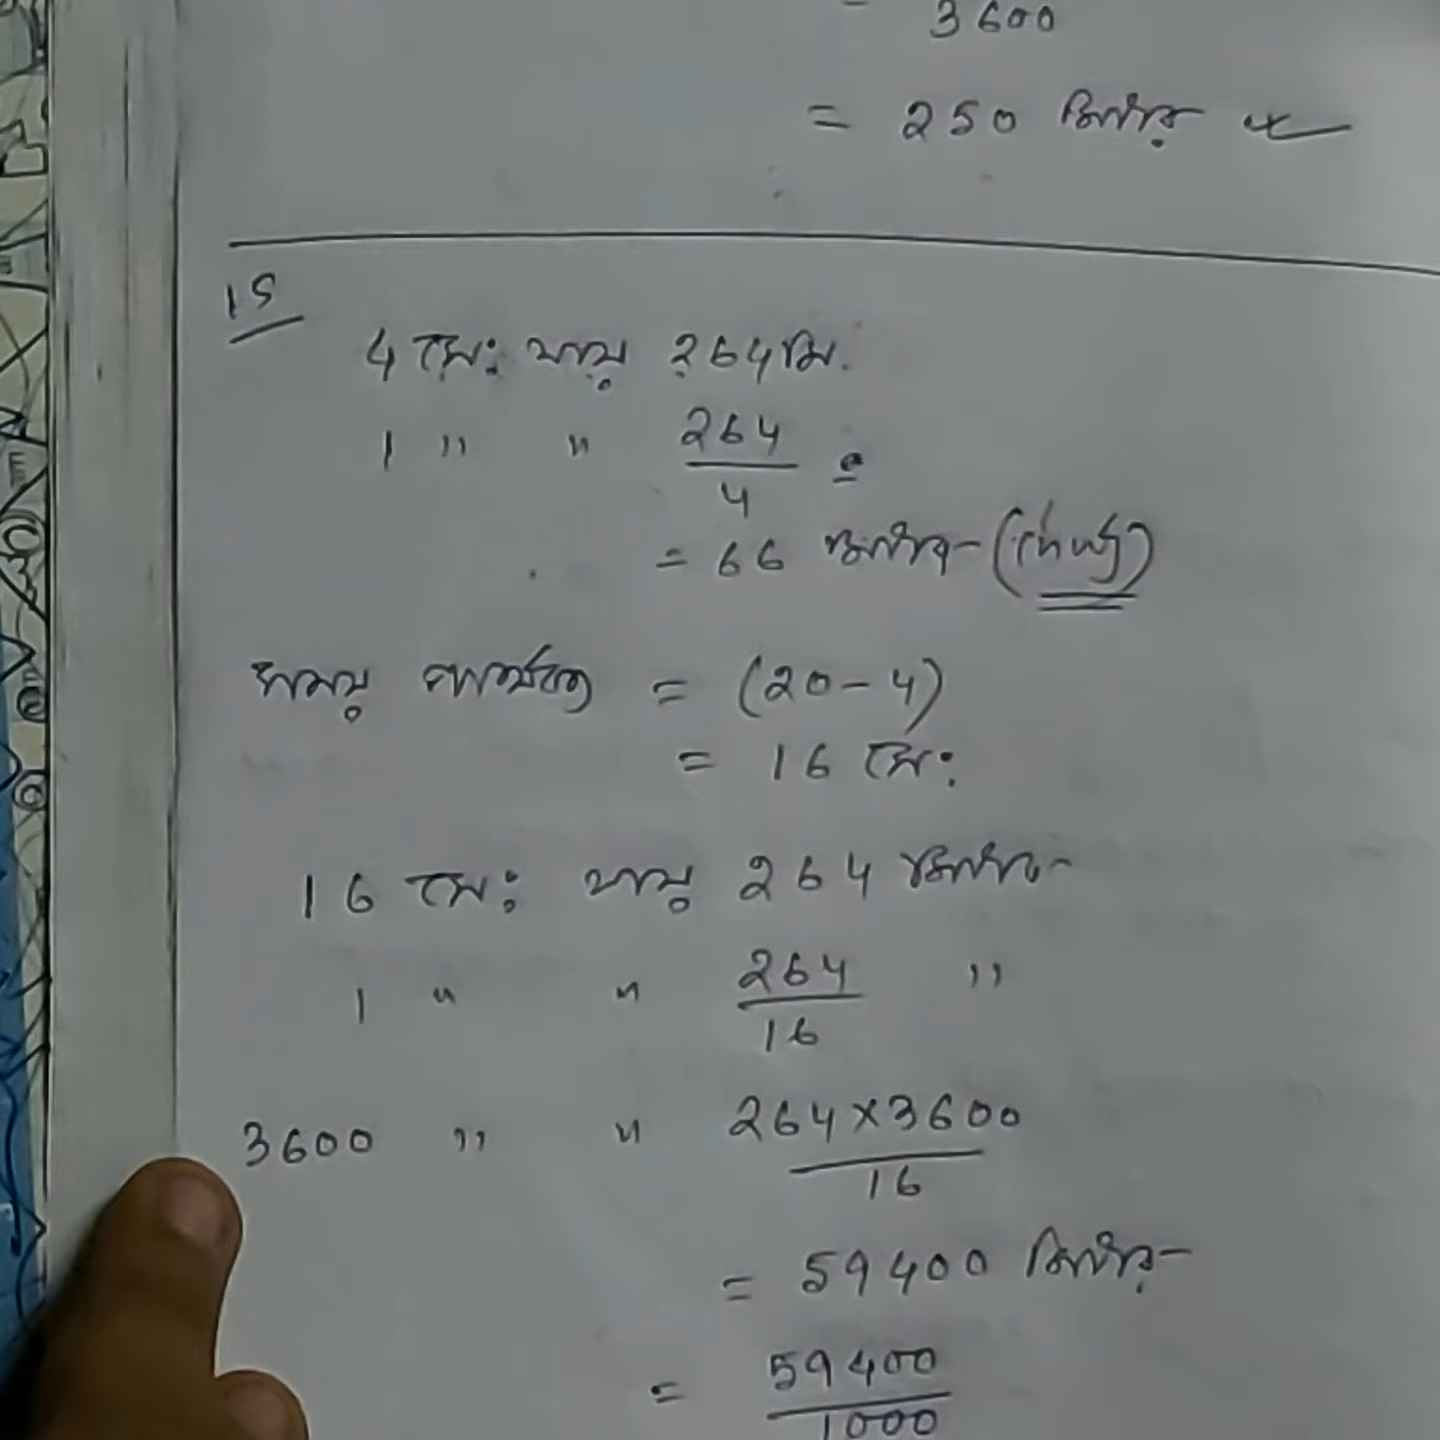 3600
= 250 মিটার
15
4 সে: যায় 264 মি.
1 " " 264/4
= 66 মিটার (দৈর্ঘ্য)
সময় পার্থক্য = (20-4)
= 16 সে:
16 সে: যায় 264 মিটার
1 " " 264/16 "
3600 " " 264×3600/16
= 59400 মিটার
= 59400/1000